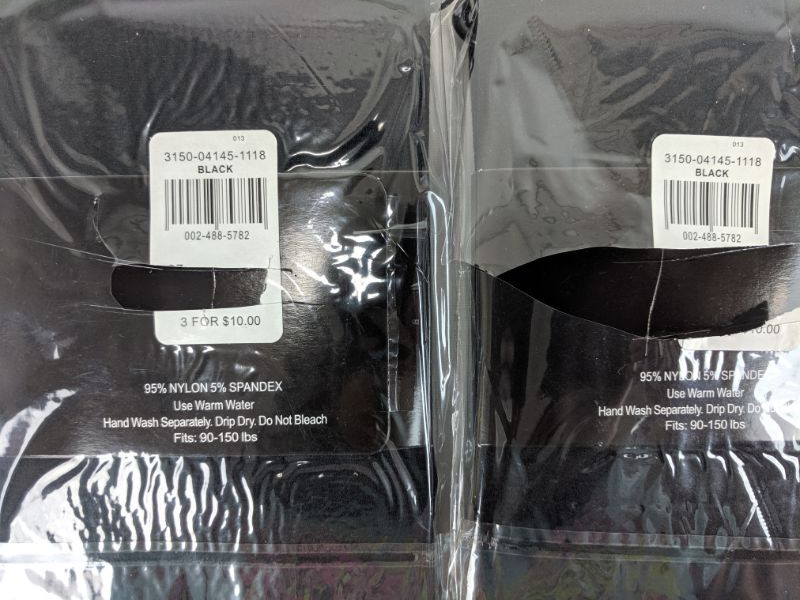 013
3150-04145-1118
BLACK
002-488-5782
3 FOR $10.00
95% NYLON 5% SPANDEX
Use Warm Water
Hand Wash Separately. Drip Dry. Do Not Bleach
Fits: 90-150 lbs
013
3150-04145-1118
BLACK
002-488-5782
95% NYLON 5% SPANDEX
Use Warm Water
Hand Wash Separately. Drip Dry. Do
Fits: 90-150 lbs